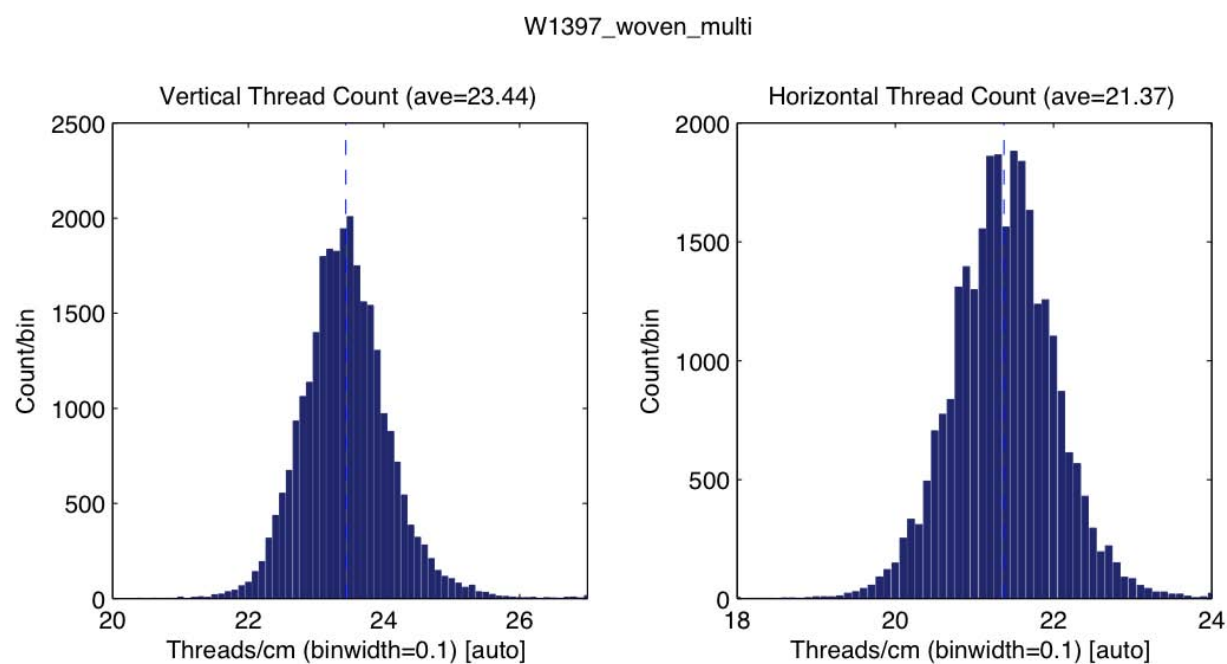 W1397_woven_multi
Vertical Thread Count (ave=23.44)
2500
2000
1500
1000
500
0
Count/bin
20 22 24 26
Threads/cm (binwidth=0.1) [auto]
Horizontal Thread Count (ave=21.37)
2000
1500
1000
500
0
Count/bin
18 20 22 24
Threads/cm (binwidth=0.1) [auto]